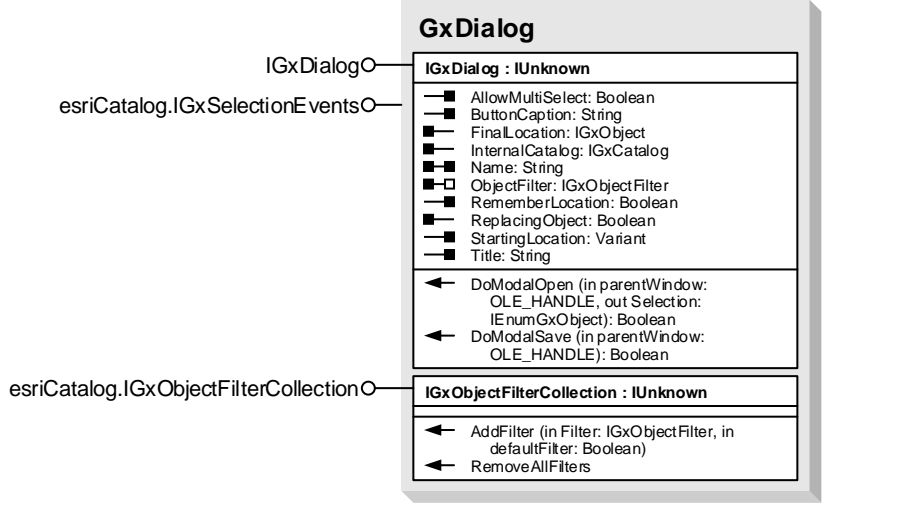 GxDialog
IGxDialog
IGxDialog : IUnknown
esriCatalog.IGxSelectionEvents
AllowMultiSelect: Boolean
ButtonCaption: String
FinalLocation: IGxObject
InternalCatalog: IGxCatalog
Name: String
ObjectFilter: IGxObjectFilter
RememberLocation: Boolean
ReplacingObject: Boolean
StartingLocation: Variant
Title: String
DoModalOpen (in parentWindow:
OLE_HANDLE, out Selection:
IEnumGxObject): Boolean
DoModalSave (in parentWindow:
OLE_HANDLE): Boolean
esriCatalog.IGxObjectFilterCollection
IGxObjectFilterCollection : IUnknown
AddFilter (in Filter: IGxObjectFilter, in
defaultFilter: Boolean)
RemoveAllFilters